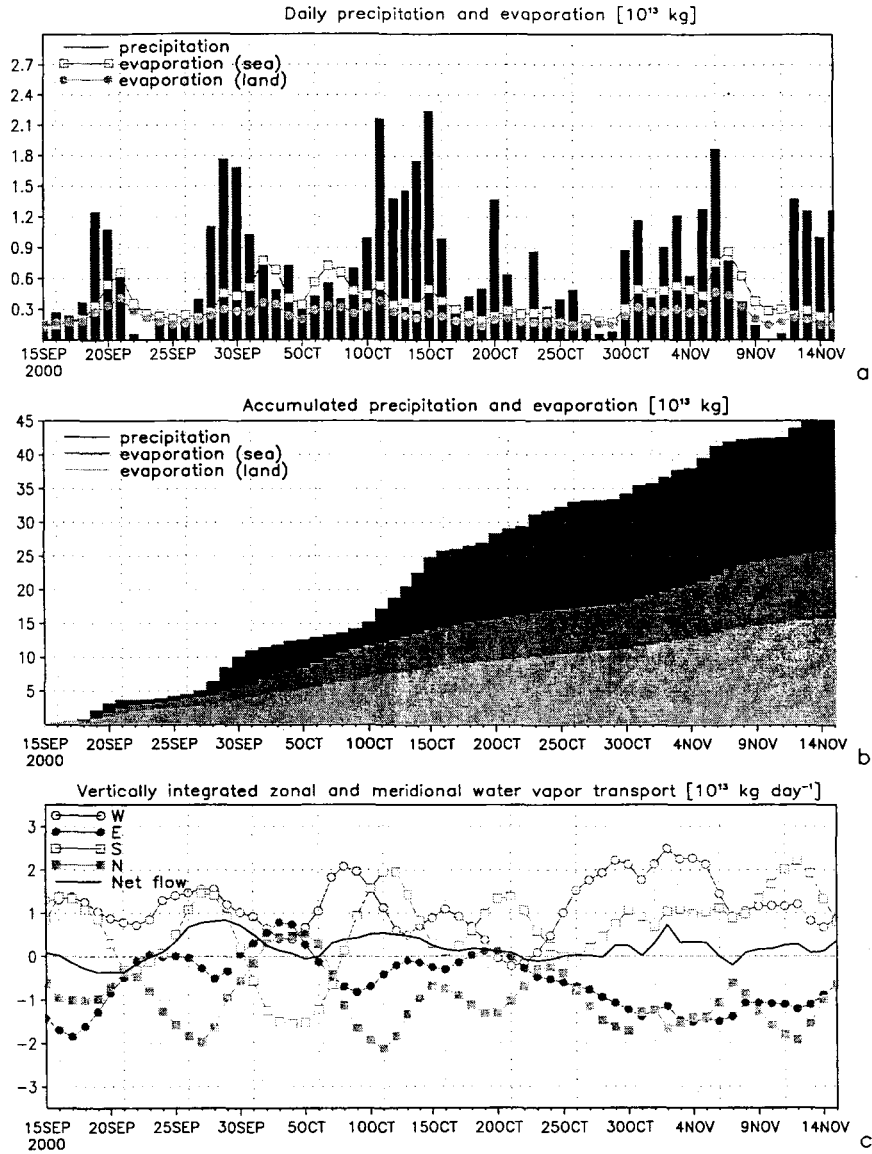 Daily precipitation and evaporation [10¹³ kg]
precipitation
evaporation (sea)
evaporation (land)
2.7
2.4
2.1
1.8
1.5
1.2
0.9
0.6
0.3
15SEP 20SEP 25SEP 30SEP 5OCT 10OCT 15OCT 20OCT 25OCT 30OCT 4NOV 9NOV 14NOV
2000
a
Accumulated precipitation and evaporation [10¹³ kg]
precipitation
evaporation (sea)
evaporation (land)
45
40
35
30
25
20
15
10
5
15SEP 20SEP 25SEP 30SEP 5OCT 10OCT 15OCT 20OCT 25OCT 30OCT 4NOV 9NOV 14NOV
2000
b
Vertically integrated zonal and meridional water vapor transport [10¹³ kg day⁻¹]
W
E
S
N
Net flow
3
2
1
0
-1
-2
-3
15SEP 20SEP 25SEP 30SEP 5OCT 10OCT 15OCT 20OCT 25OCT 30OCT 4NOV 9NOV 14NOV
2000
c